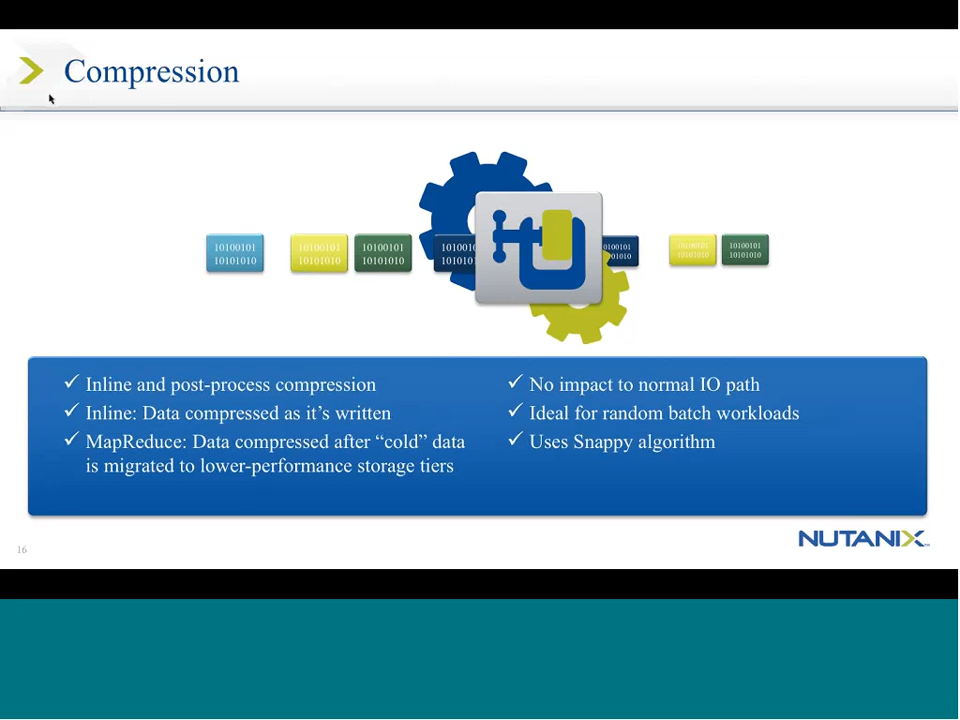 Compression
10100101 10100101 10100101
10101010 10101010 10101010
10100101 10100101
10101010 10101010
Inline and post-process compression
Inline: Data compressed as it’s written
MapReduce: Data compressed after “cold” data
is migrated to lower-performance storage tiers
No impact to normal IO path
Ideal for random batch workloads
Uses Snappy algorithm
16
NUTANIX